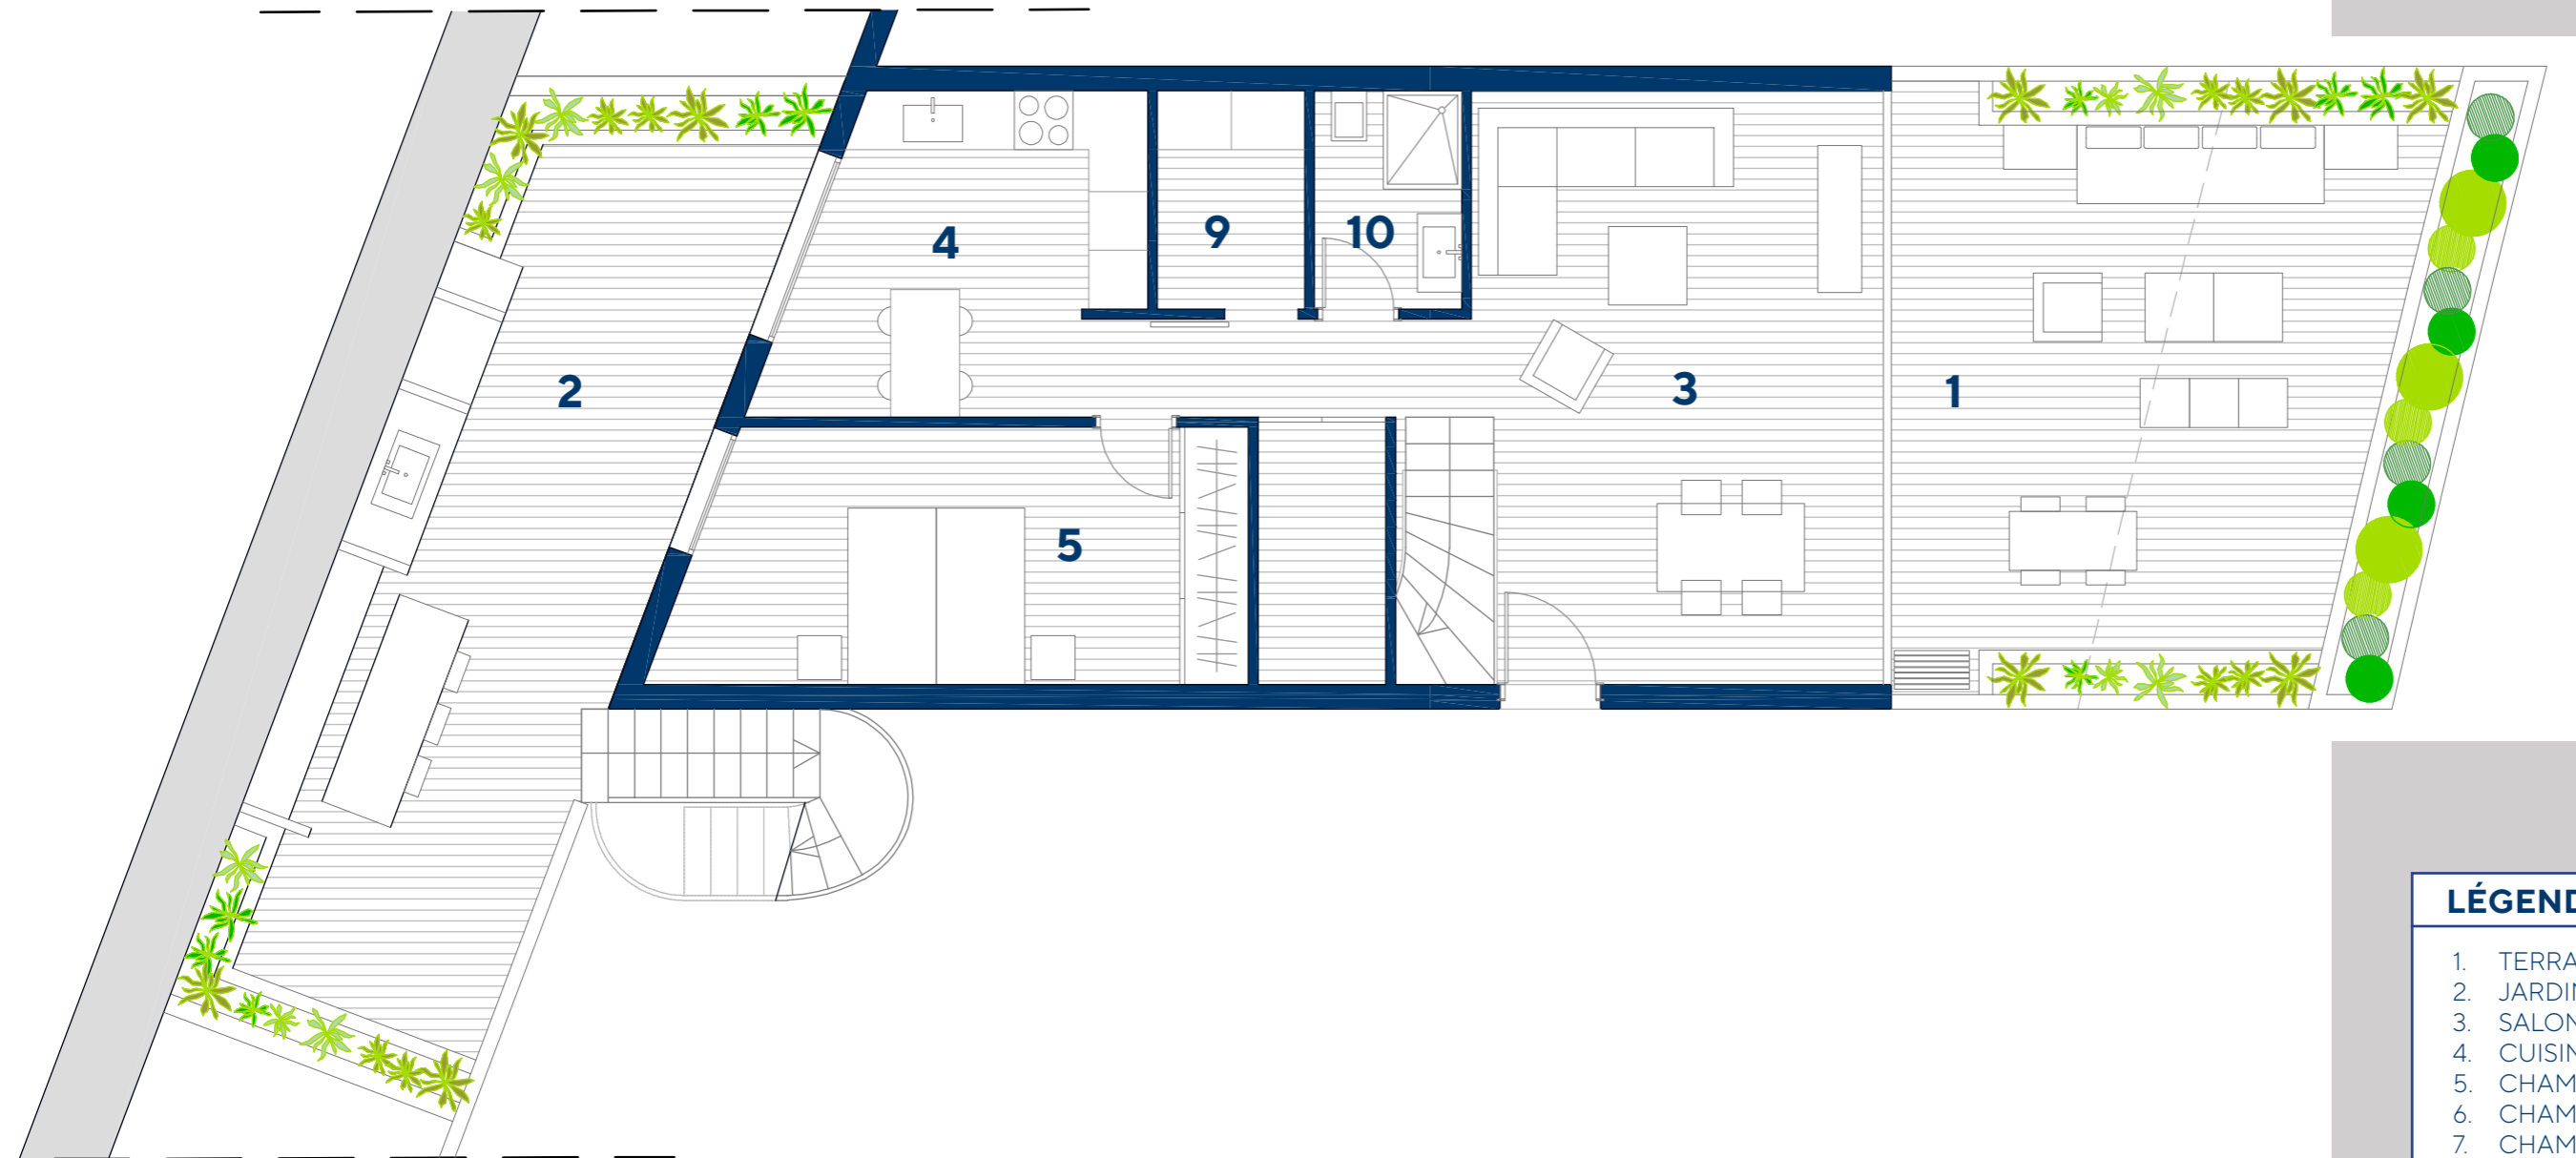 4
9
10
2
3
1
5
LÉGEND
1. TERRA
2. JARDIN
3. SALON
4. CUISIN
5. CHAM
6. CHAM
7. CHAM